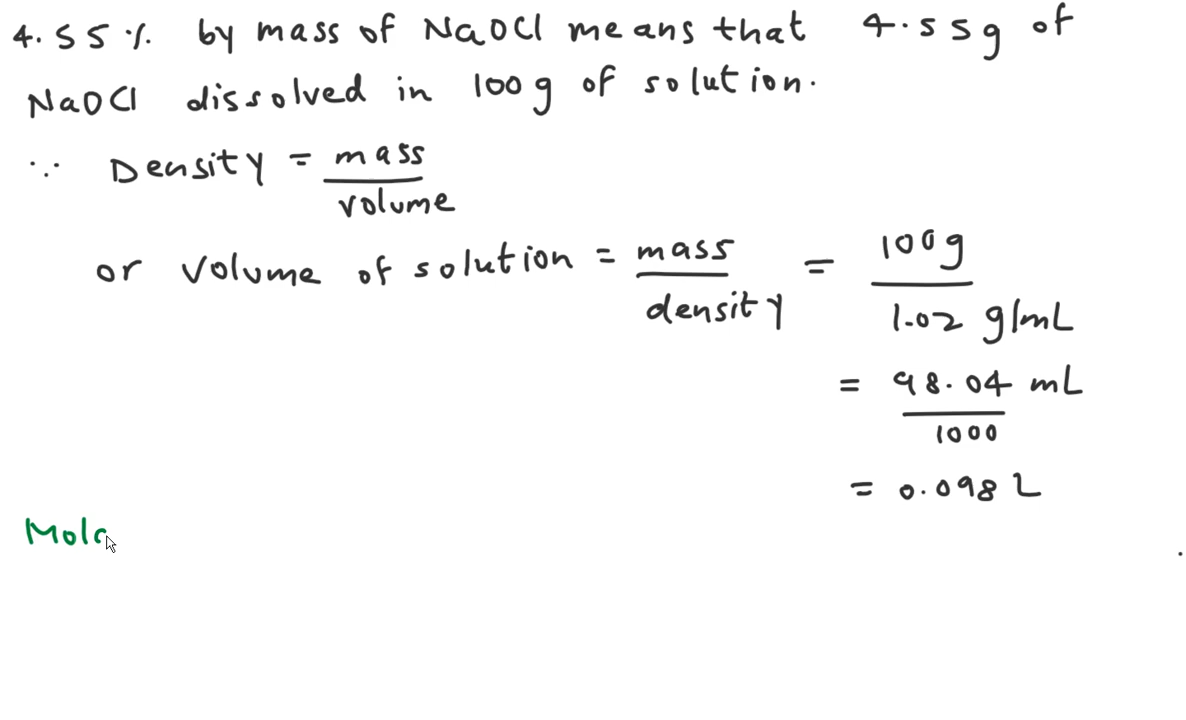 4.55% by mass of NaOCl means that 4.55g of
NaOCl dissolved in 100g of solution.
∵ Density = mass / volume
or volume of solution = mass / density = 100g / 1.02 g/mL
= 98.04 mL / 1000
= 0.098 L
Mola